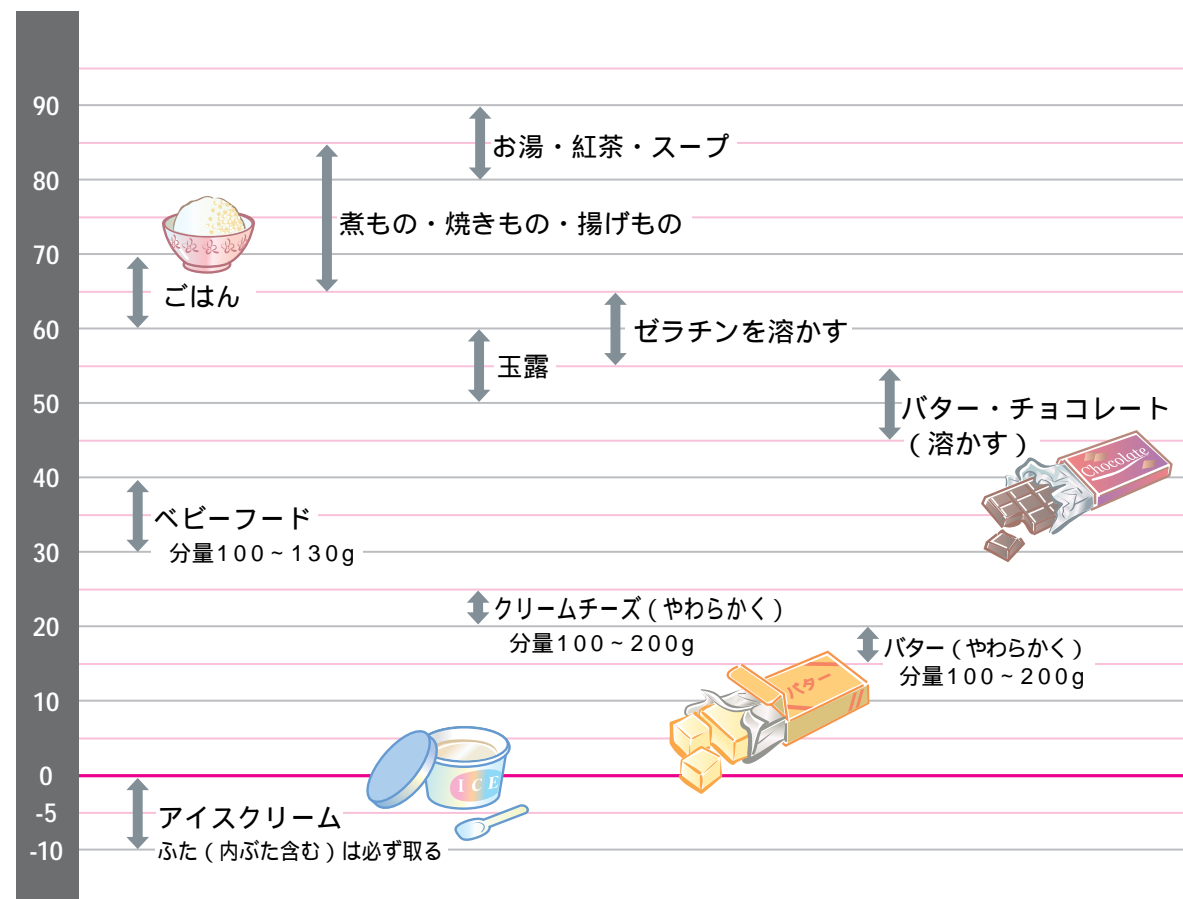 90
お湯・紅茶・スープ
80
煮もの・焼きもの・揚げもの
70
ごはん
60
ゼラチンを溶かす
玉露
50
バター・チョコレート
(溶かす)
Chocolate
40
ベビーフード
分量100~130g
30
クリームチーズ(やわらかく)
分量100~200g
20
バター(やわらかく)
分量100~200g
バター
10
0
ICE
-5
アイスクリーム
ふた(内ぶた含む)は必ず取る
-10